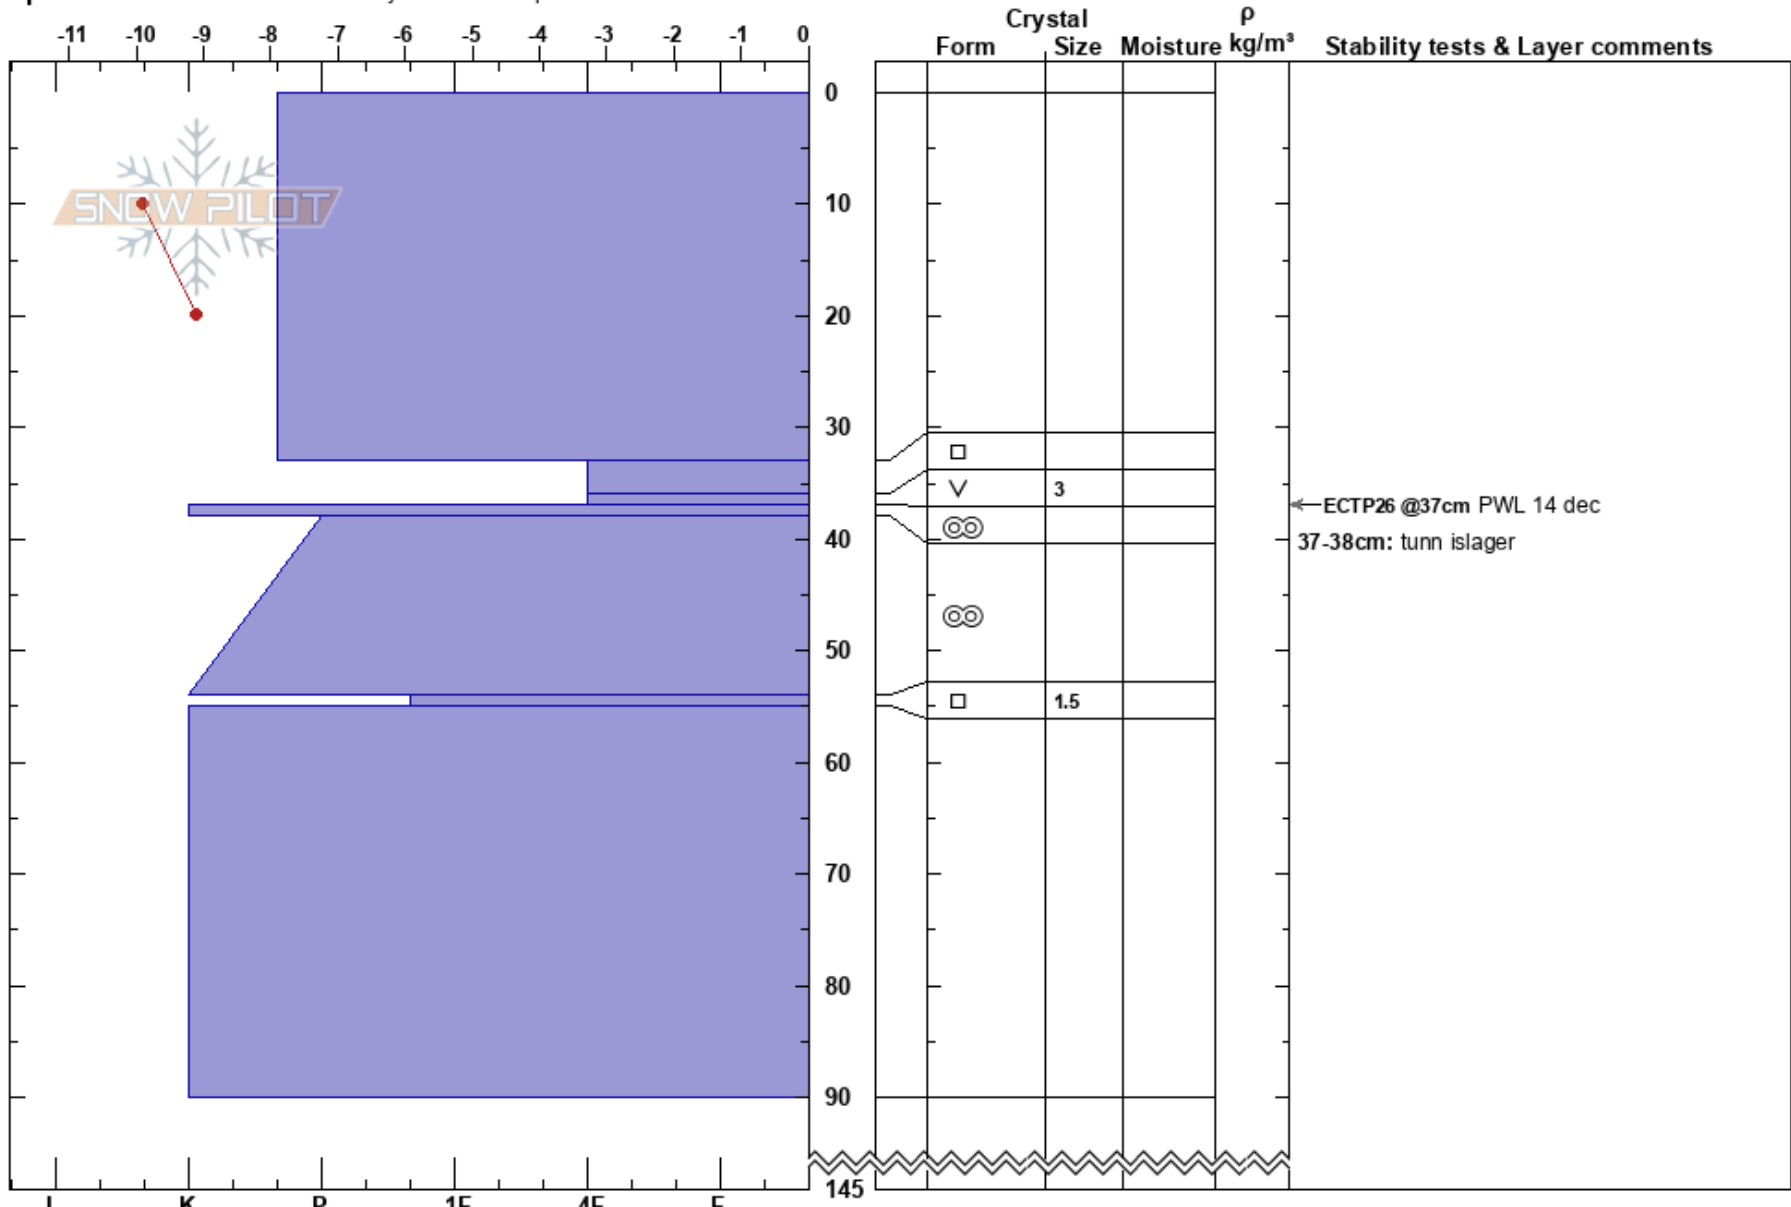 Crystal ρ
Form Size Moisture kg/m³ Stability tests & Layer comments
-11 -10 -9 -8 -7 -6 -5 -4 -3 -2 -1 0
0
SNOW PILOT
10
20
30
3
ECTP26 @37cm PWL 14 dec
40
37-38cm: tunn islager
50
1.5
60
70
80
90
145
I K P 1F 4F F